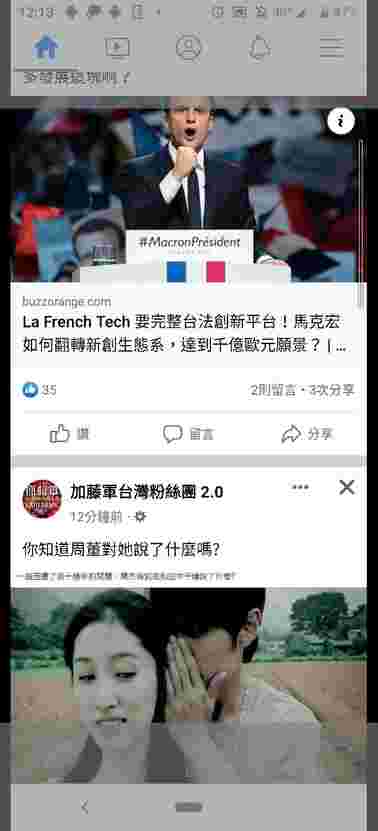 12:13
多發展這塊啊？
#MacronPrésident
buzzorange.com
La French Tech 要完整台法創新平台！馬克宏
如何翻轉新創生態系，達到千億歐元願景？ | ...
35
2則留言・3次分享
讚 留言 分享
加藤軍台灣粉絲團 2.0
12分鐘前
你知道周董對她說了什麼嗎?